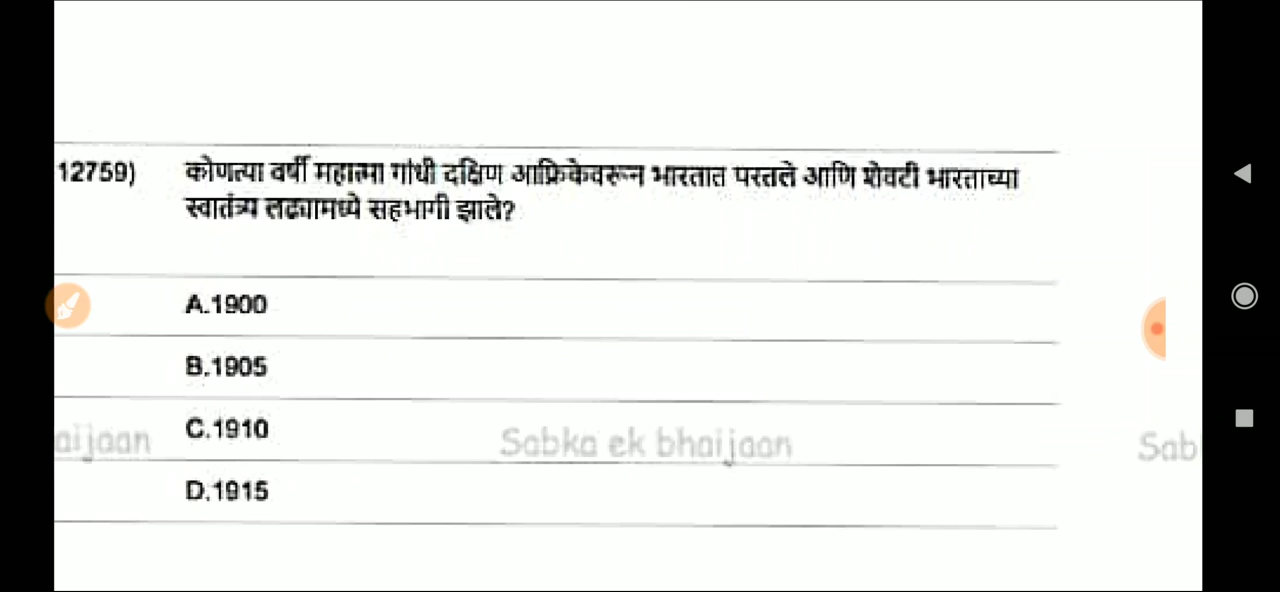 12759) कोणत्या वर्षी महात्मा गांधी दक्षिण आफ्रिकेवरून भारतात परतले आणि शेवटी भारताच्या
स्वातंत्र्य लढ्यामध्ये सहभागी झाले?
A.1900
B.1905
aijaan C.1910 Sabka ek bhaijaan Sab
D.1915